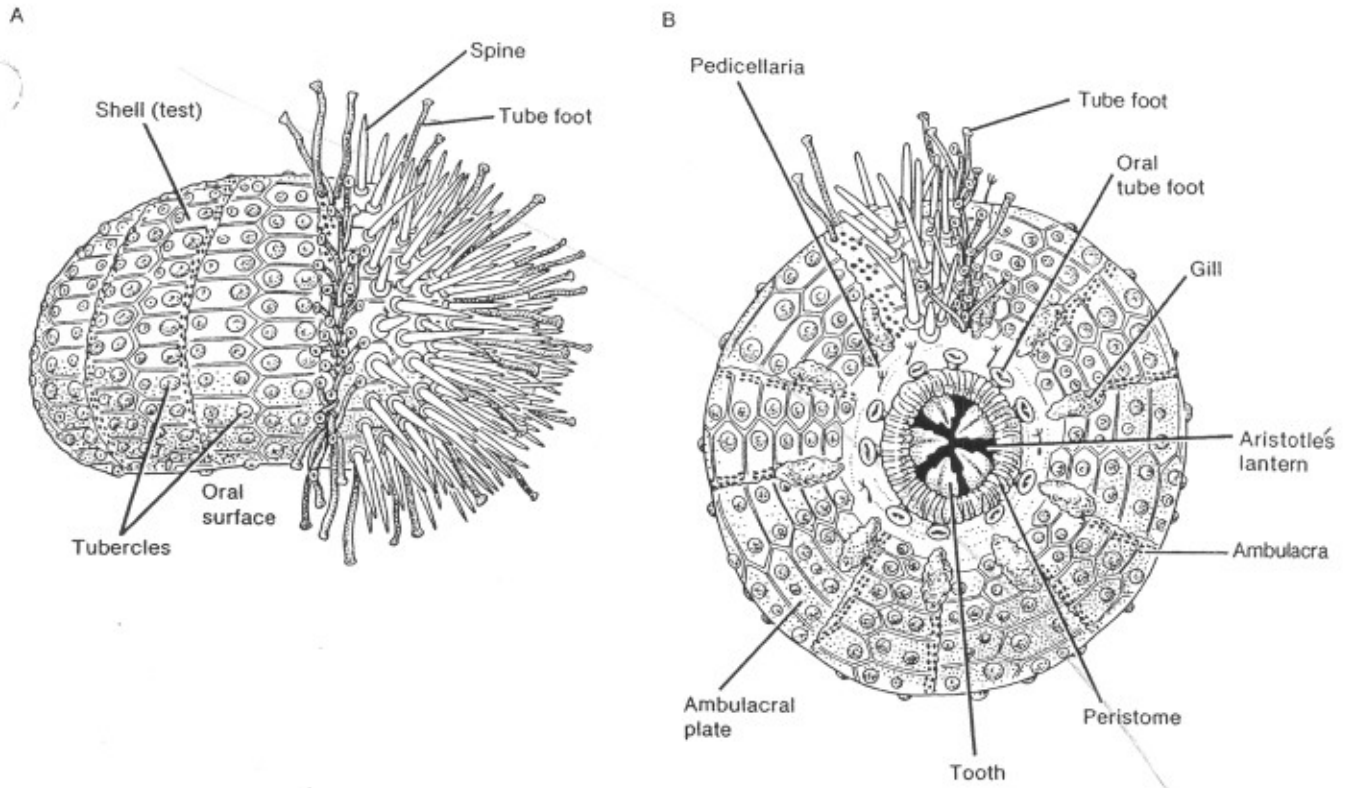 A
Spine
Shell (test)
Tube foot
Oral
surface
Tubercles
B
Pedicellaria
Tube foot
Oral
tube foot
Gill
Aristotle's
lantern
Ambulacra
Ambulacral
plate
Peristome
Tooth